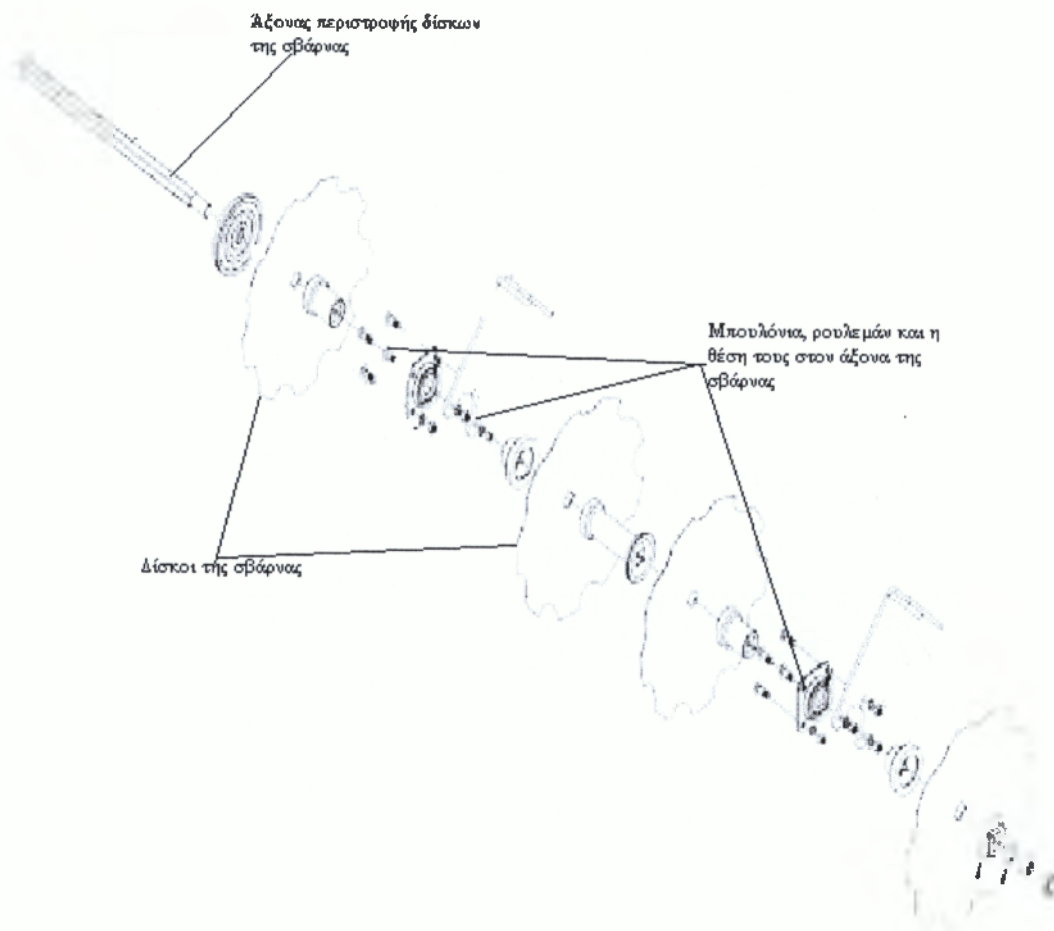 Άξονας περιστροφής δίσκων
της σβάρνας
Μπουλόνια, ρουλεμάν και η
θέση τους στον άξονα της
σβάρνας
Δίσκοι της σβάρνας